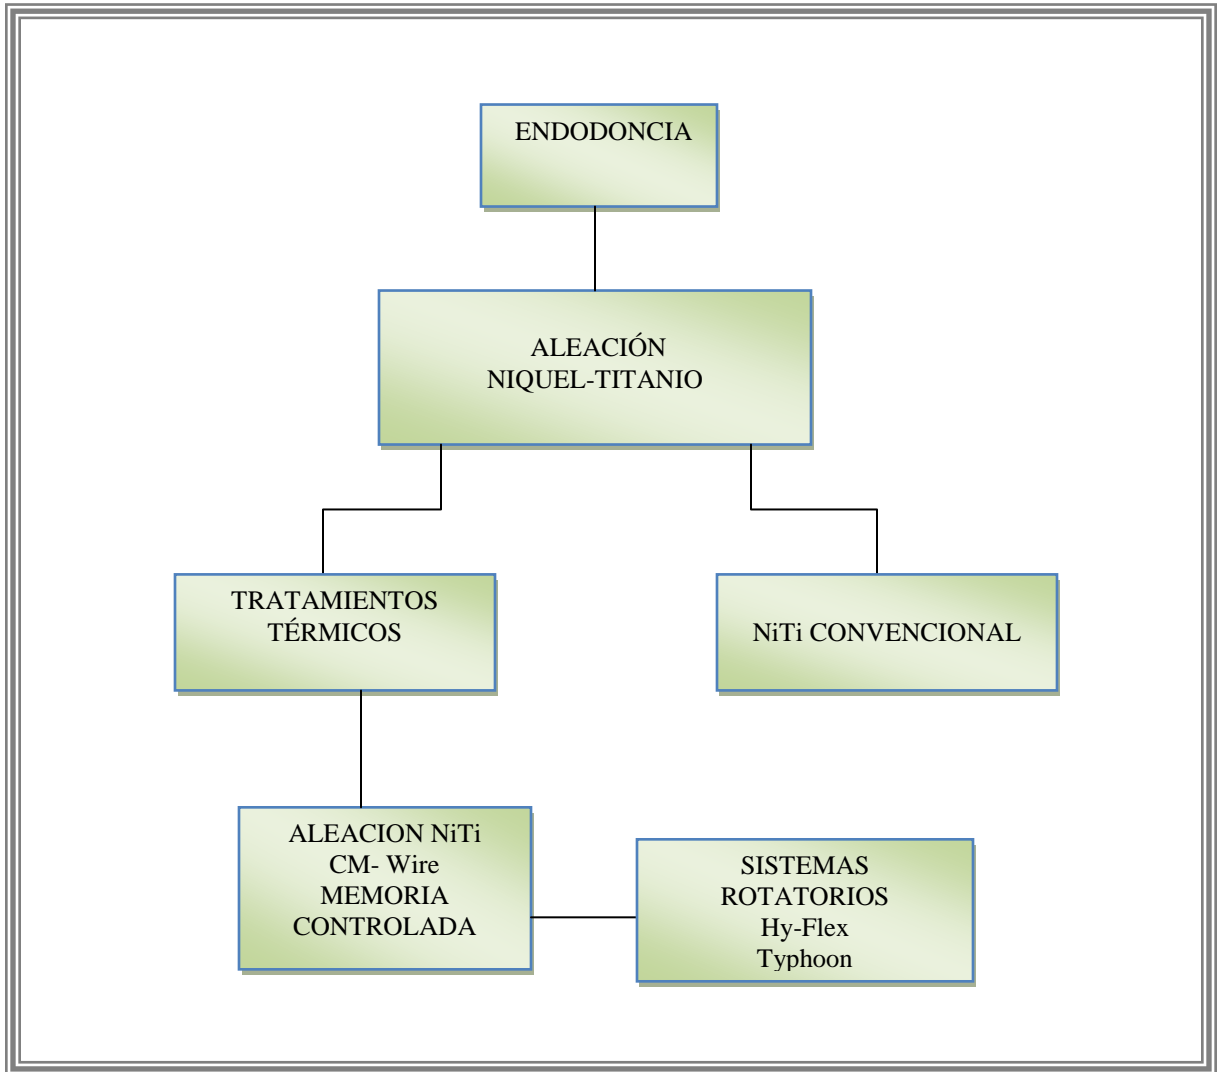 ENDODONCIA
ALEACIÓN
NIQUEL-TITANIO
TRATAMIENTOS
TÉRMICOS
NiTi CONVENCIONAL
ALEACION NiTi
CM- Wire
MEMORIA
CONTROLADA
SISTEMAS
ROTATORIOS
Hy-Flex
Typhoon